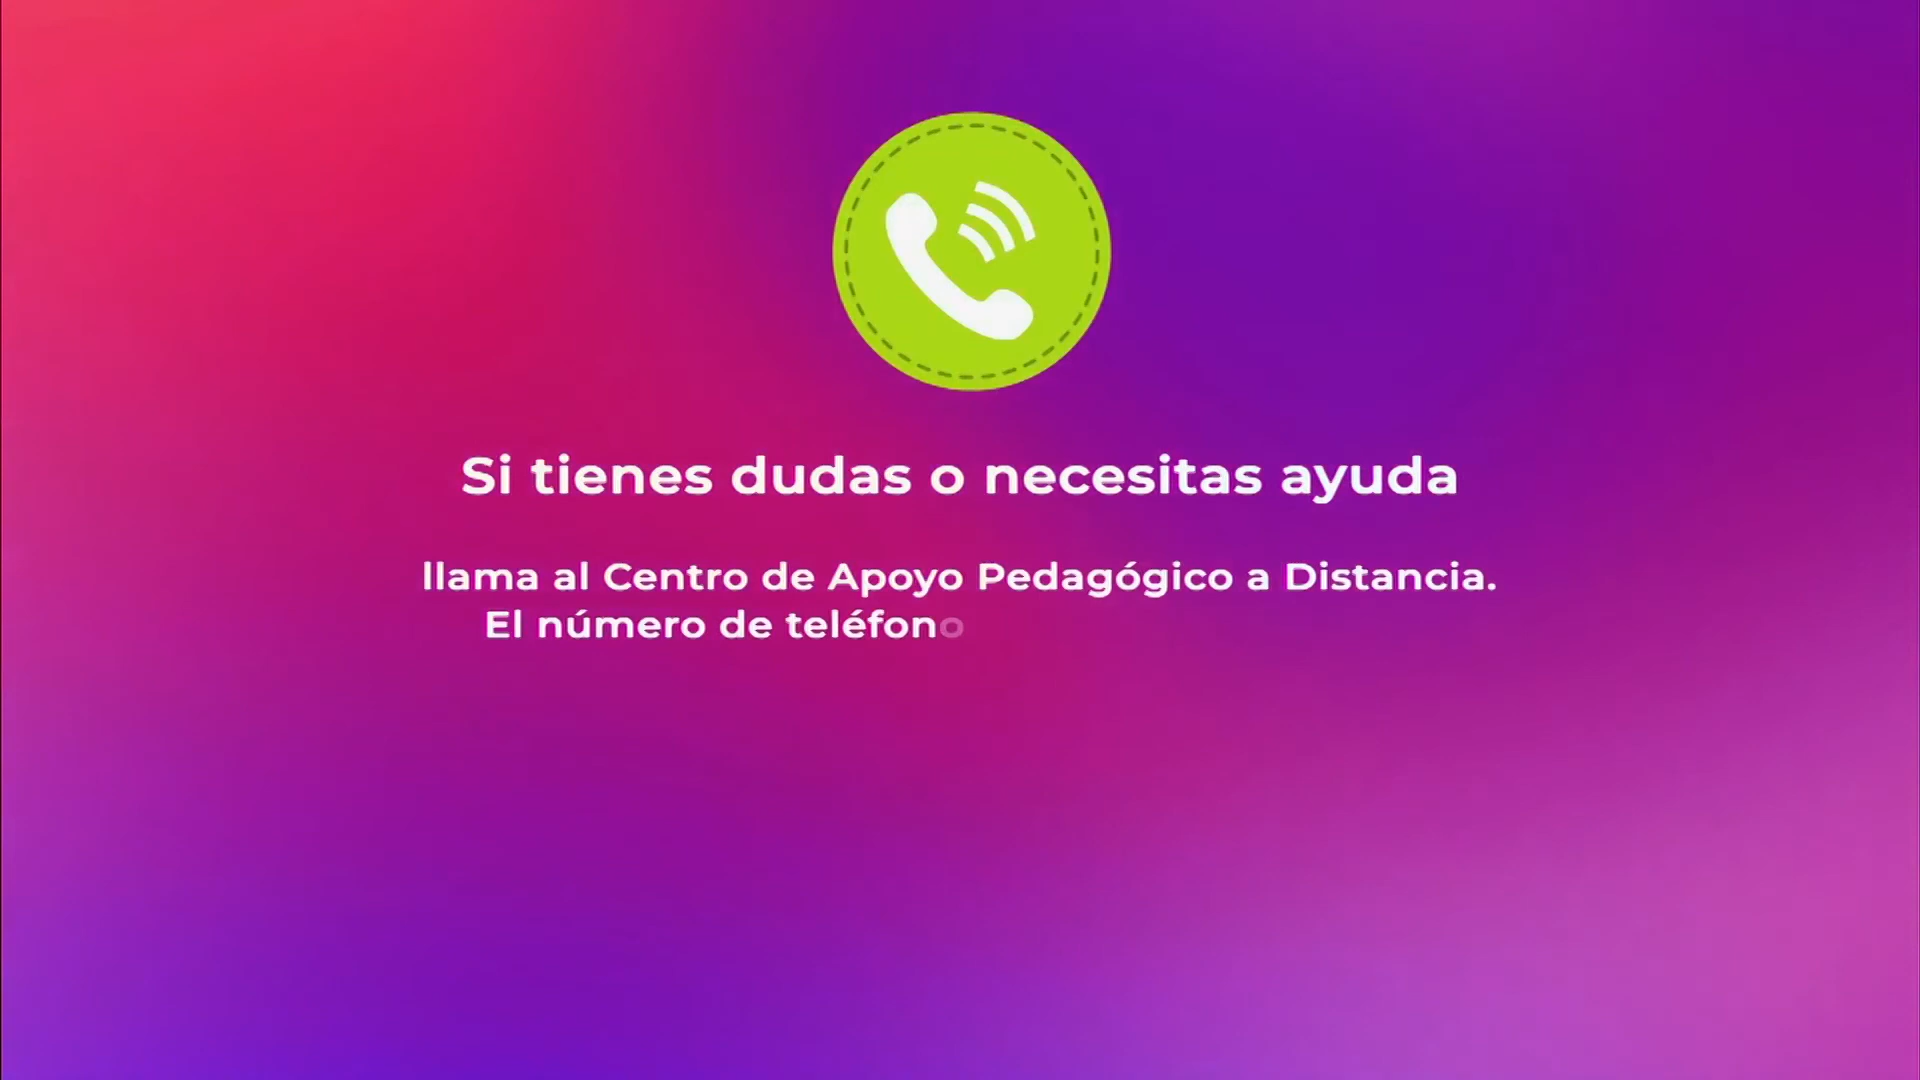 Si tienes dudas o necesitas ayuda
llama al Centro de Apoyo Pedagógico a Distancia.
El número de teléfono